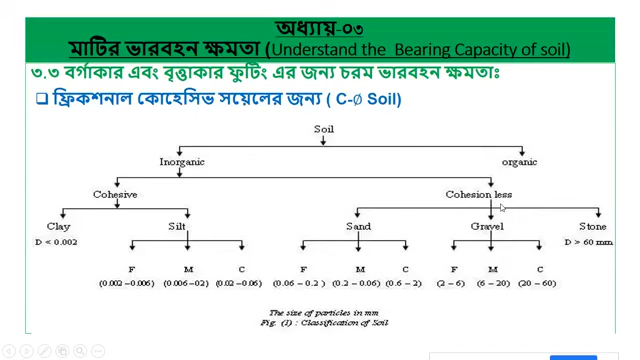 অধ্যায়-০৩
মাটির ভারবহন ক্ষমতা (Understand the Bearing Capacity of soil)
৩.৩ বর্গাকার এবং বৃত্তাকার ফুটিং এর জন্য চরম ভারবহন ক্ষমতাঃ
ফ্রিকশনাল কোহেসিভ সয়েলের জন্য ( C-Ø Soil)
Soil
Inorganic organic
Cohesive Cohesion less
Clay Silt Sand Gravel Stone
D < 0.002 D > 60 mm
F M C F M C F M C
(0.002 – 0.006) (0.006 – 02) (0.02 – 0.06) (0.06 – 0.2) (0.2 – 0.06) (0.6 – 2) (2 – 6) (6 – 20) (20 – 60)
The size of particles in mm
Fig. (1) : Classification of Soil